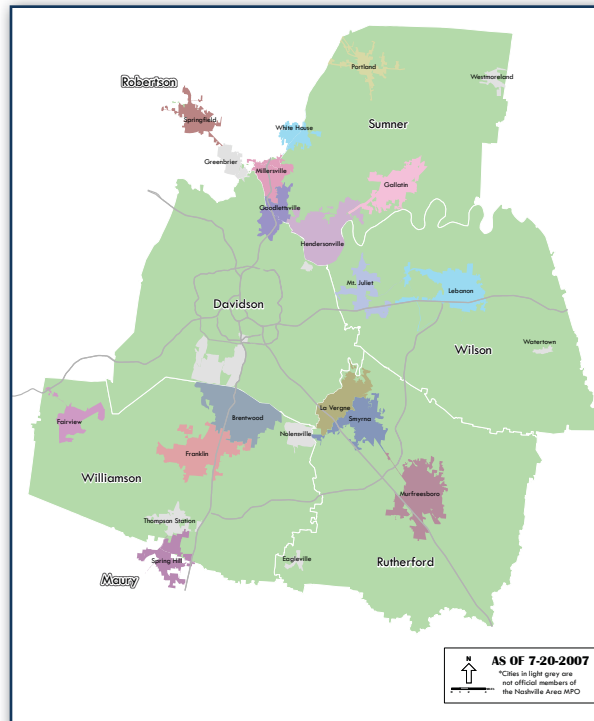 Portland
Westmoreland
Robertson
Springfield
White House
Sumner
Greenbrier
Millersville
Gallatin
Goodlettsville
Hendersonville
Mt. Juliet
Lebanon
Davidson
Watertown
Wilson
La Vergne
Brentwood
Smyrna
Fairview
Nolensville
Franklin
Williamson
Murfreesboro
Thompson Station
Eagleville
Spring Hill
Rutherford
Maury
N
AS OF 7-20-2007
*Cities in light grey are
not official members of
the Nashville Area MPO